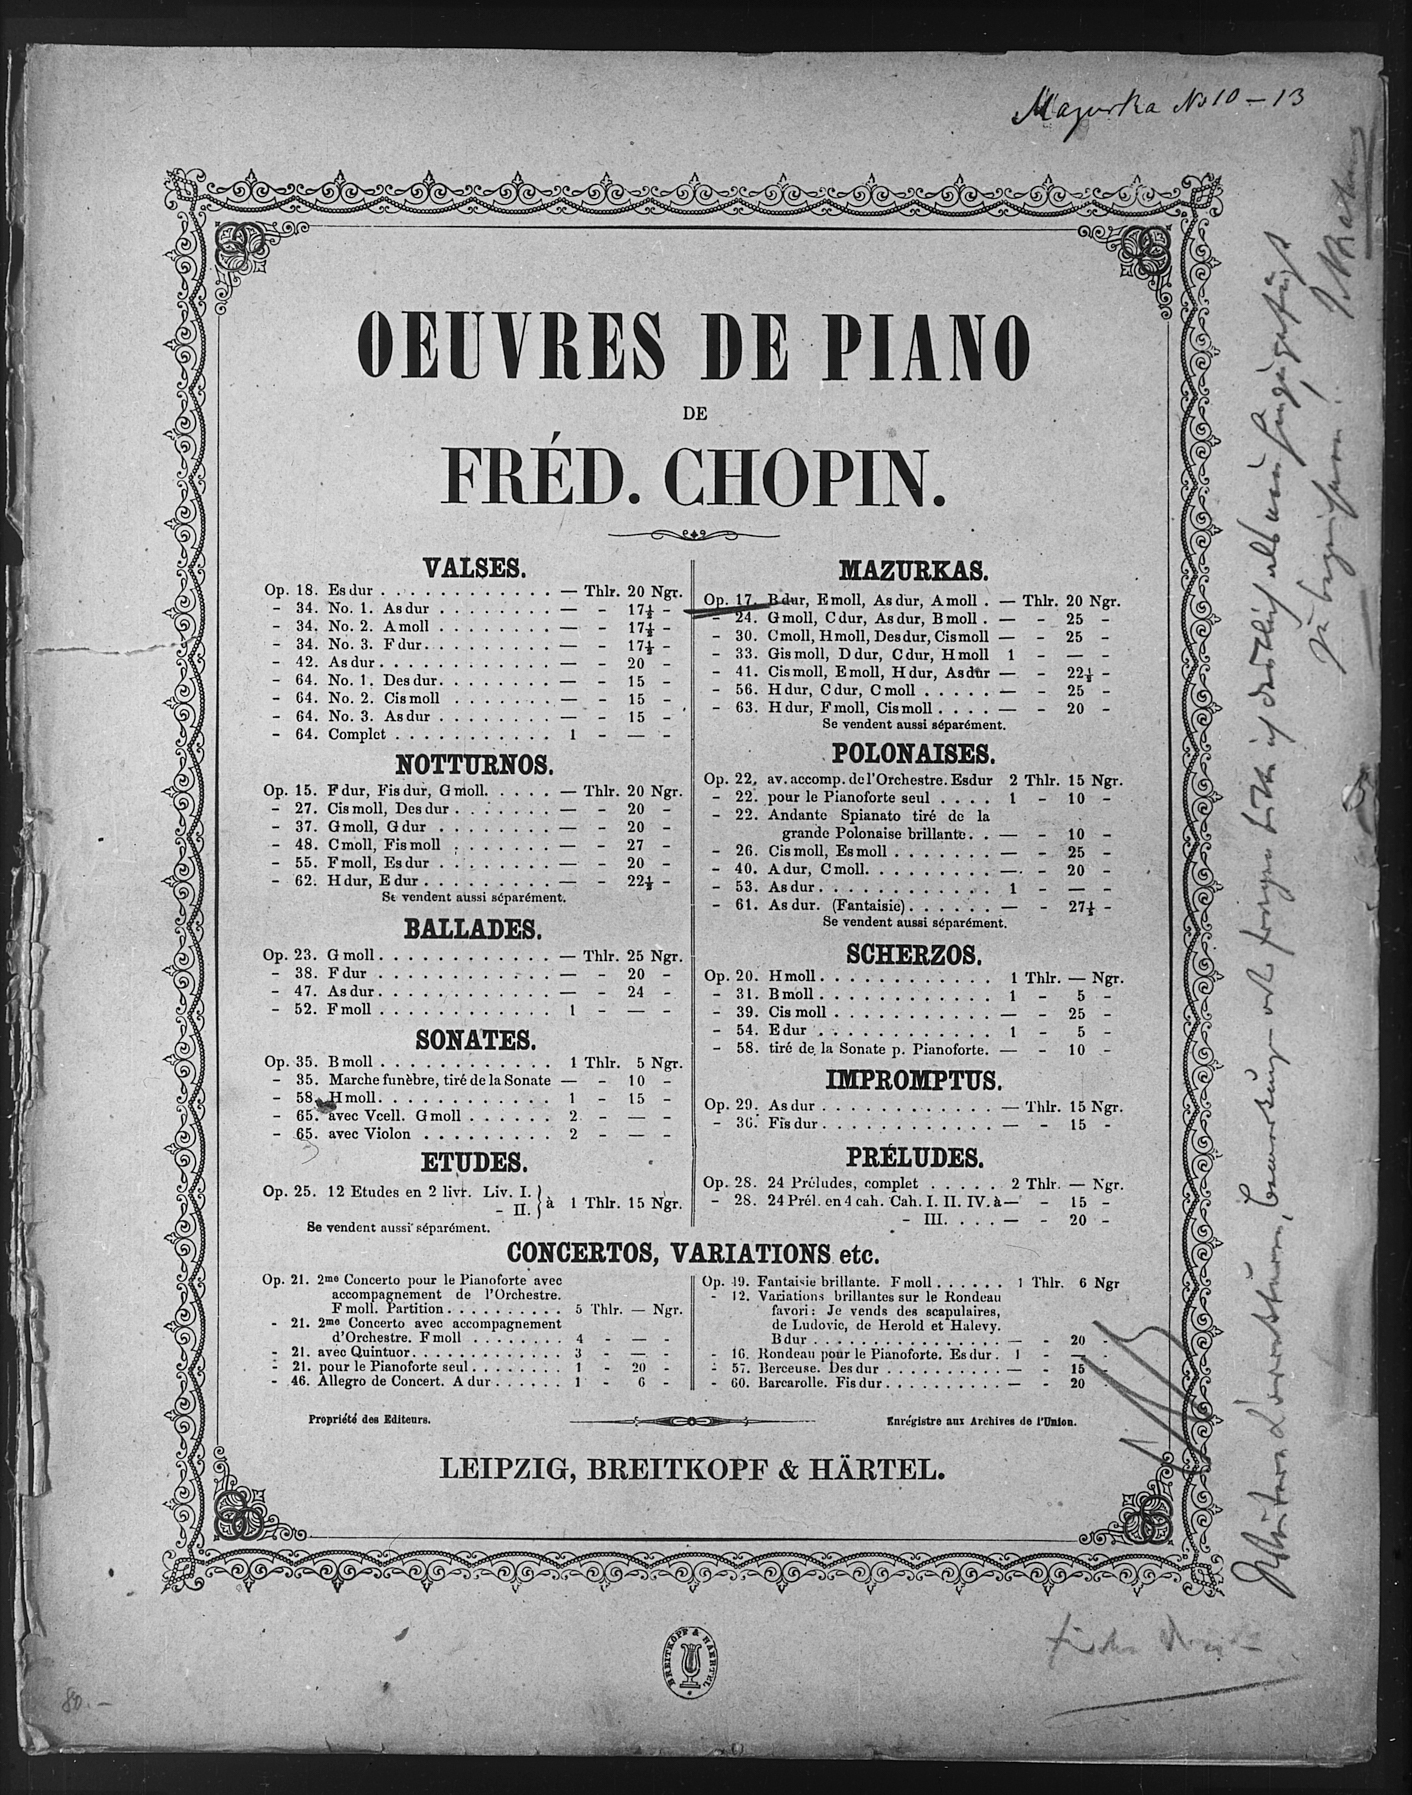 Mazurka No 10 – 13
OEUVRES DE PIANO
DE
FRÉD. CHOPIN.
VALSES.
Op. 18. Es dur . . . . . . . . . . . . — Thlr. 20 Ngr.
- 34. No. 1. As dur . . . . . . . . — - 17½ -
- 34. No. 2. A moll . . . . . . . . — - 17½ -
- 34. No. 3. F dur . . . . . . . . . — - 17½ -
- 42. As dur . . . . . . . . . . . . — - 20 -
- 64. No. 1. Des dur . . . . . . . . — - 15 -
- 64. No. 2. Cis moll . . . . . . . — - 15 -
- 64. No. 3. As dur . . . . . . . . — - 15 -
- 64. Complet . . . . . . . . . . . 1 - — -
NOTTURNOS.
Op. 15. F dur, Fis dur, G moll. . . . . — Thlr. 20 Ngr.
- 27. Cis moll, Des dur . . . . . . . — - 20 -
- 37. G moll, G dur . . . . . . . . — - 20 -
- 48. C moll, Fis moll . . . . . . . — - 27 -
- 55. F moll, Es dur . . . . . . . . — - 20 -
- 62. H dur, E dur . . . . . . . . . — - 22½ -
Se vendent aussi séparément.
BALLADES.
Op. 23. G moll . . . . . . . . . . . . — Thlr. 25 Ngr.
- 38. F dur . . . . . . . . . . . . — - 20 -
- 47. As dur . . . . . . . . . . . . — - 24 -
- 52. F moll . . . . . . . . . . . . 1 - — -
SONATES.
Op. 35. B moll . . . . . . . . . . . . 1 Thlr. 5 Ngr.
- 35. Marche funèbre, tiré de la Sonate — - 10 -
- 58. H moll . . . . . . . . . . . . 1 - 15 -
- 65. avec Vcell. G moll . . . . . . 2 - — -
- 65. avec Violon . . . . . . . . . 2 - — -
ETUDES.
Op. 25. 12 Etudes en 2 livr. Liv. I. } à 1 Thlr. 15 Ngr.
- II. }
Se vendent aussi séparément.
MAZURKAS.
Op. 17. B dur, E moll, As dur, A moll . — Thlr. 20 Ngr.
- 24. G moll, C dur, As dur, B moll . — - 25 -
- 30. C moll, H moll, Des dur, Cis moll — - 25 -
- 33. Gis moll, D dur, C dur, H moll 1 - — -
- 41. Cis moll, E moll, H dur, As dur — - 22½ -
- 56. H dur, C dur, C moll . . . . . — - 25 -
- 63. H dur, F moll, Cis moll . . . . — - 20 -
Se vendent aussi séparément.
POLONAISES.
Op. 22. av. accomp. de l'Orchestre. Es dur 2 Thlr. 15 Ngr.
- 22. pour le Pianoforte seul . . . . 1 - 10 -
- 22. Andante Spianato tiré de la
grande Polonaise brillante . . — - 10 -
- 26. Cis moll, Es moll . . . . . . . — - 25 -
- 40. A dur, C moll . . . . . . . . . — - 20 -
- 53. As dur . . . . . . . . . . . . 1 - — -
- 61. As dur. (Fantaisie) . . . . . . — - 27½ -
Se vendent aussi séparément.
SCHERZOS.
Op. 20. H moll . . . . . . . . . . . . 1 Thlr. — Ngr.
- 31. B moll . . . . . . . . . . . . 1 - 5 -
- 39. Cis moll . . . . . . . . . . . — - 25 -
- 54. E dur . . . . . . . . . . . . 1 - 5 -
- 58. tiré de la Sonate p. Pianoforte. — - 10 -
IMPROMPTUS.
Op. 29. As dur . . . . . . . . . . . . — Thlr. 15 Ngr.
- 36. Fis dur . . . . . . . . . . . . — - 15 -
PRÉLUDES.
Op. 28. 24 Préludes, complet . . . . . 2 Thlr. — Ngr.
- 28. 24 Prél. en 4 cah. Cah. I. II. IV. à — - 15 -
- III. . . . . — - 20 -
CONCERTOS, VARIATIONS etc.
Op. 21. 2me Concerto pour le Pianoforte avec
accompagnement de l'Orchestre.
F moll. Partition . . . . . . . . . . 5 Thlr. — Ngr.
- 21. 2me Concerto avec accompagnement
d'Orchestre. F moll . . . . . . . . 4 - — -
- 21. avec Quintuor . . . . . . . . . . . . 3 - — -
- 21. pour le Pianoforte seul . . . . . . . . 1 - 20 -
- 46. Allegro de Concert. A dur . . . . . . 1 - 6 -
Op. 49. Fantaisie brillante. F moll . . . . . . 1 Thlr. 6 Ngr
- 12. Variations brillantes sur le Rondeau
favori: Je vends des scapulaires,
de Ludovic, de Herold et Halevy.
B dur . . . . . . . . . . . . . . . — - 20 -
- 16. Rondeau pour le Pianoforte. Es dur . 1 - — -
- 57. Berceuse. Des dur . . . . . . . . . . — - 15 -
- 60. Barcarolle. Fis dur . . . . . . . . . . — - 20
Propriété des Editeurs.
Enrégistre aux Archives de l'Union.
LEIPZIG, BREITKOPF & HÄRTEL.
BREITKOPF & HAERTEL
80.–